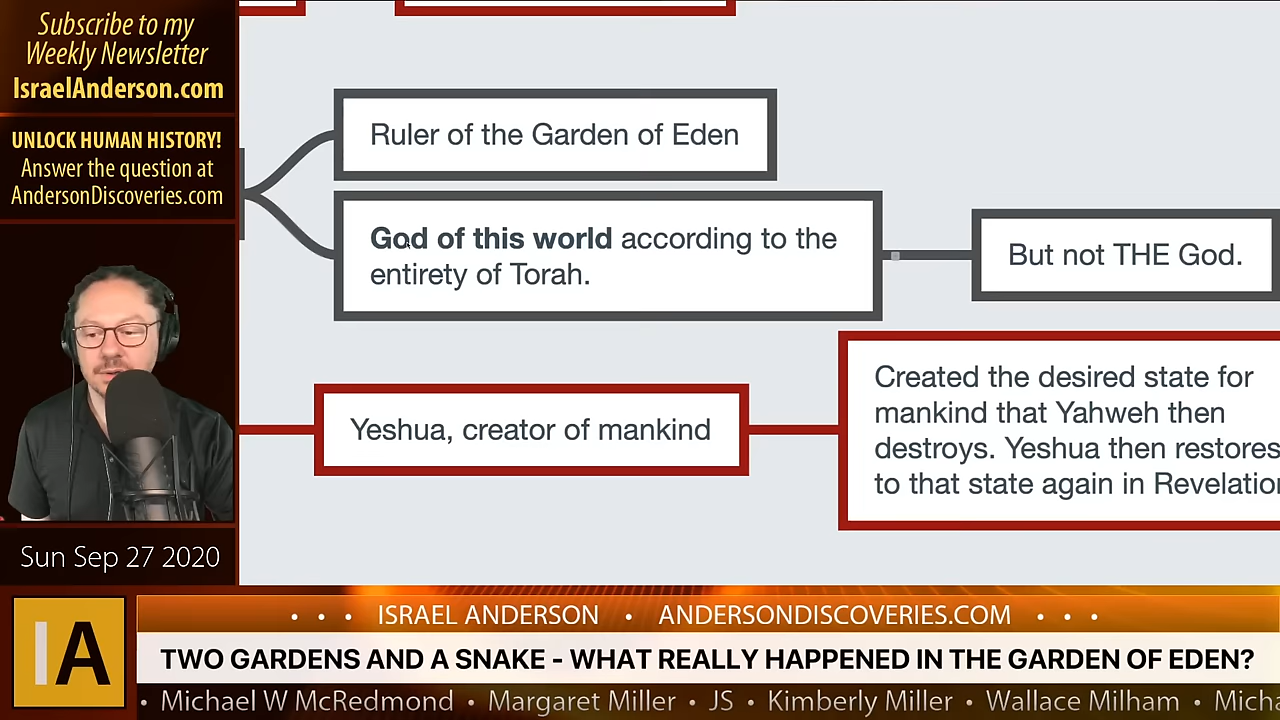 Subscribe to my
Weekly Newsletter
IsraelAnderson.com
UNLOCK HUMAN HISTORY!
Answer the question at
AndersonDiscoveries.com
Ruler of the Garden of Eden
God of this world according to the
entirety of Torah.
But not THE God.
Yeshua, creator of mankind
Created the desired state for
mankind that Yahweh then
destroys. Yeshua then restores
to that state again in Revelation
Sun Sep 27 2020
IA
• • • ISRAEL ANDERSON • ANDERSONDISCOVERIES.COM • • •
TWO GARDENS AND A SNAKE - WHAT REALLY HAPPENED IN THE GARDEN OF EDEN?
• Michael W McRedmond • Margaret Miller • JS • Kimberly Miller • Wallace Milham • Micha